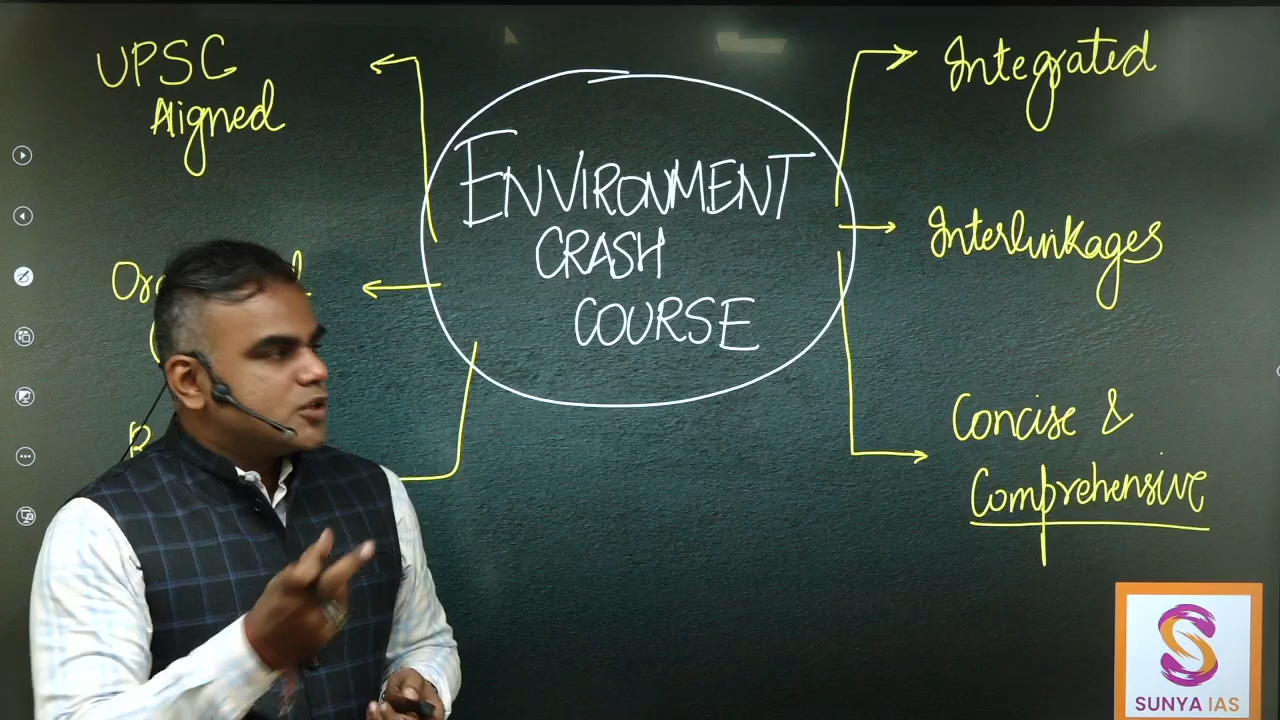 UPSC
Aligned
ENVIRONMENT
CRASH
COURSE
Integrated
Interlinkages
Concise &
Comprehensive
SUNYA IAS